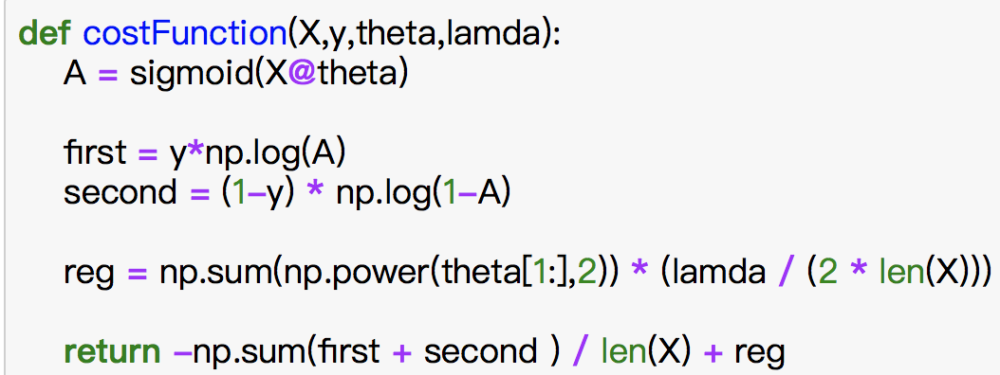 def costFunction(X,y,theta,lamda):
A = sigmoid(X@theta)
first = y*np.log(A)
second = (1-y) * np.log(1-A)
reg = np.sum(np.power(theta[1:],2)) * (lamda / (2 * len(X)))
return -np.sum(first + second ) / len(X) + reg